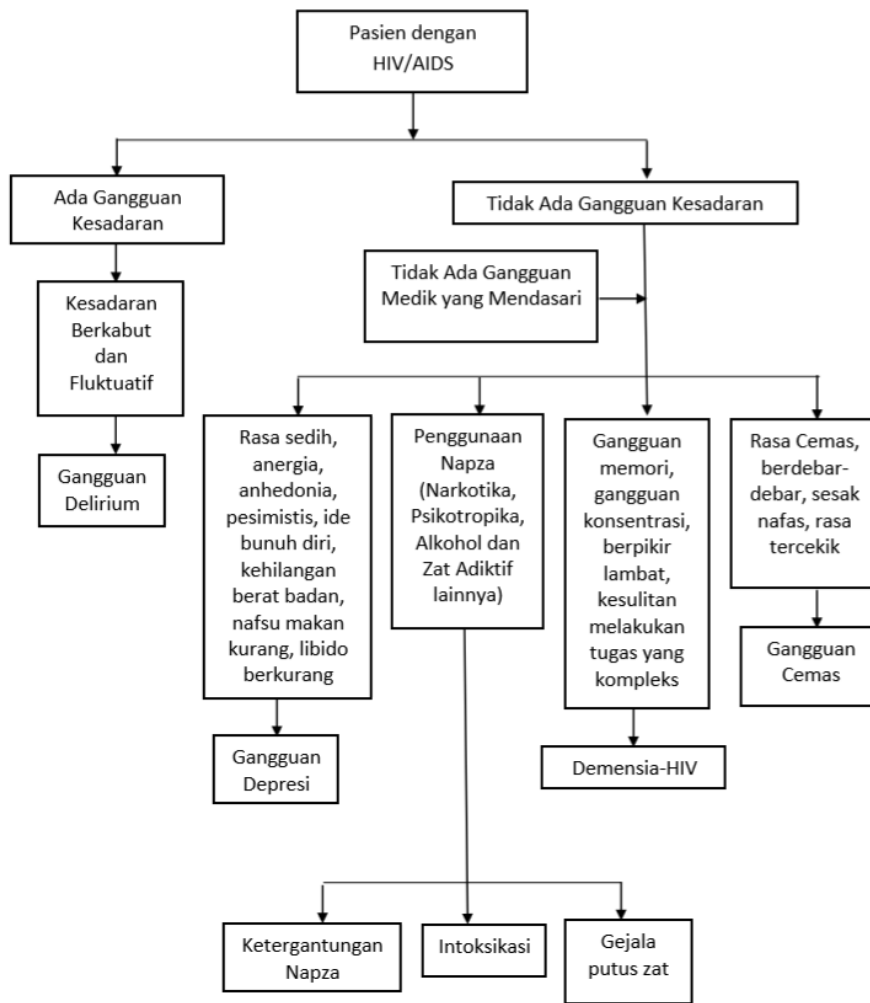 Pasien dengan
HIV/AIDS
Ada Gangguan
Kesadaran
Tidak Ada Gangguan Kesadaran
Tidak Ada Gangguan
Medik yang Mendasari
Kesadaran
Berkabut
dan
Fluktuatif
Gangguan
Delirium
Rasa sedih,
anergia,
anhedonia,
pesimistis, ide
bunuh diri,
kehilangan
berat badan,
nafsu makan
kurang, libido
berkurang
Penggunaan
Napza
(Narkotika,
Psikotropika,
Alkohol dan
Zat Adiktif
lainnya)
Gangguan
memori,
gangguan
konsentrasi,
berpikir
lambat,
kesulitan
melakukan
tugas yang
kompleks
Rasa Cemas,
berdebar-
debar, sesak
nafas, rasa
tercekik
Gangguan
Cemas
Gangguan
Depresi
Demensia-HIV
Ketergantungan
Napza
Intoksikasi
Gejala
putus zat